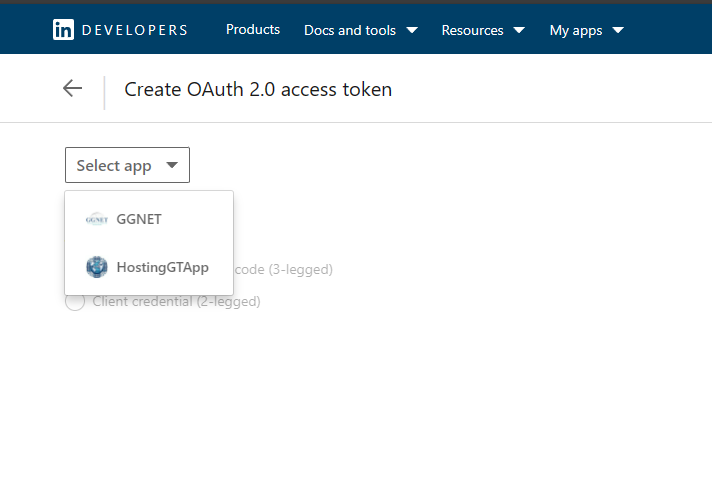 in DEVELOPERS Products Docs and tools Resources My apps
Create OAuth 2.0 access token
Select app
GGNET GGNET
HostingGTApp
code (3-legged)
Client credential (2-legged)